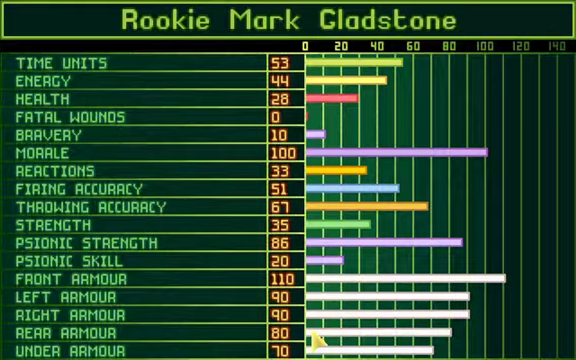 Rookie Mark Gladstone
0 20 40 60 80 100 120 140
TIME UNITS 53
ENERGY 44
HEALTH 28
FATAL WOUNDS 0
BRAVERY 10
MORALE 100
REACTIONS 33
FIRING ACCURACY 51
THROWING ACCURACY 67
STRENGTH 35
PSIONIC STRENGTH 86
PSIONIC SKILL 20
FRONT ARMOUR 110
LEFT ARMOUR 90
RIGHT ARMOUR 90
REAR ARMOUR 80
UNDER ARMOUR 70